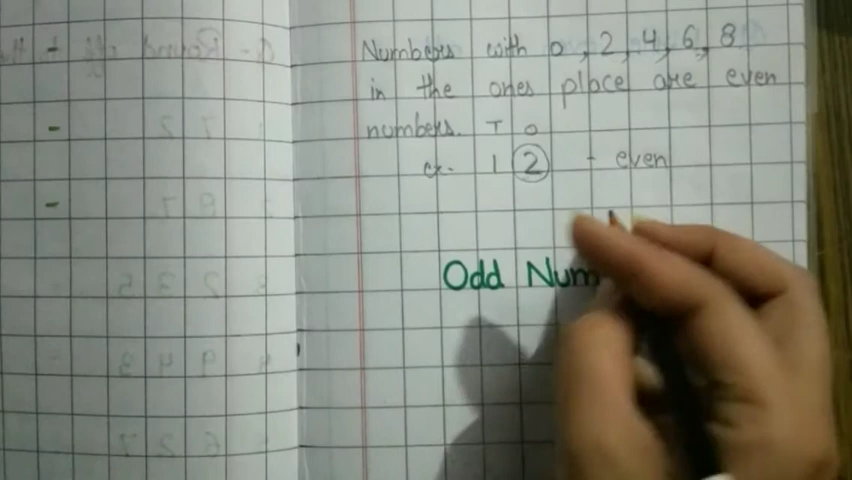 Numbers with 0, 2, 4, 6, 8
in the ones place are even
numbers. T O
ex. 1 2 - even
Odd Num